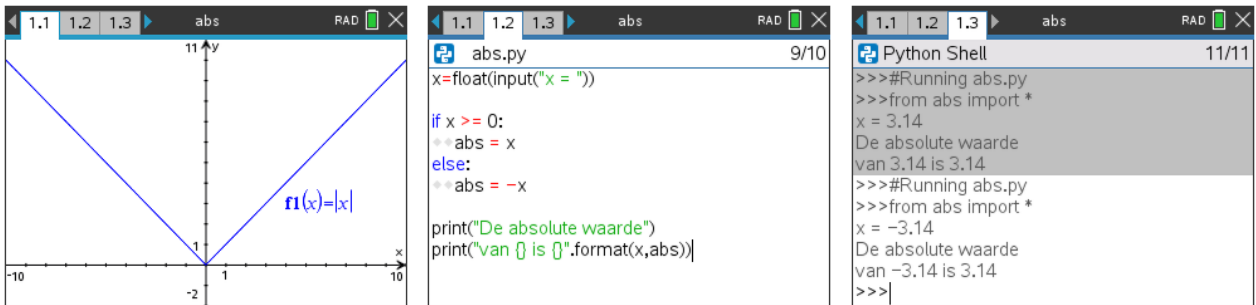 1.1 1.2 1.3 abs RAD
11 y
f1(x)=|x|
1
x
-10 1 10
-2
1.1 1.2 1.3 abs RAD
abs.py 9/10
x=float(input("x = "))
if x >= 0:
abs = x
else:
abs = −x
print("De absolute waarde")
print("van {} is {}".format(x,abs))
1.1 1.2 1.3 abs RAD
Python Shell 11/11
>>>#Running abs.py
>>>from abs import *
x = 3.14
De absolute waarde
van 3.14 is 3.14
>>>#Running abs.py
>>>from abs import *
x = −3.14
De absolute waarde
van −3.14 is 3.14
>>>